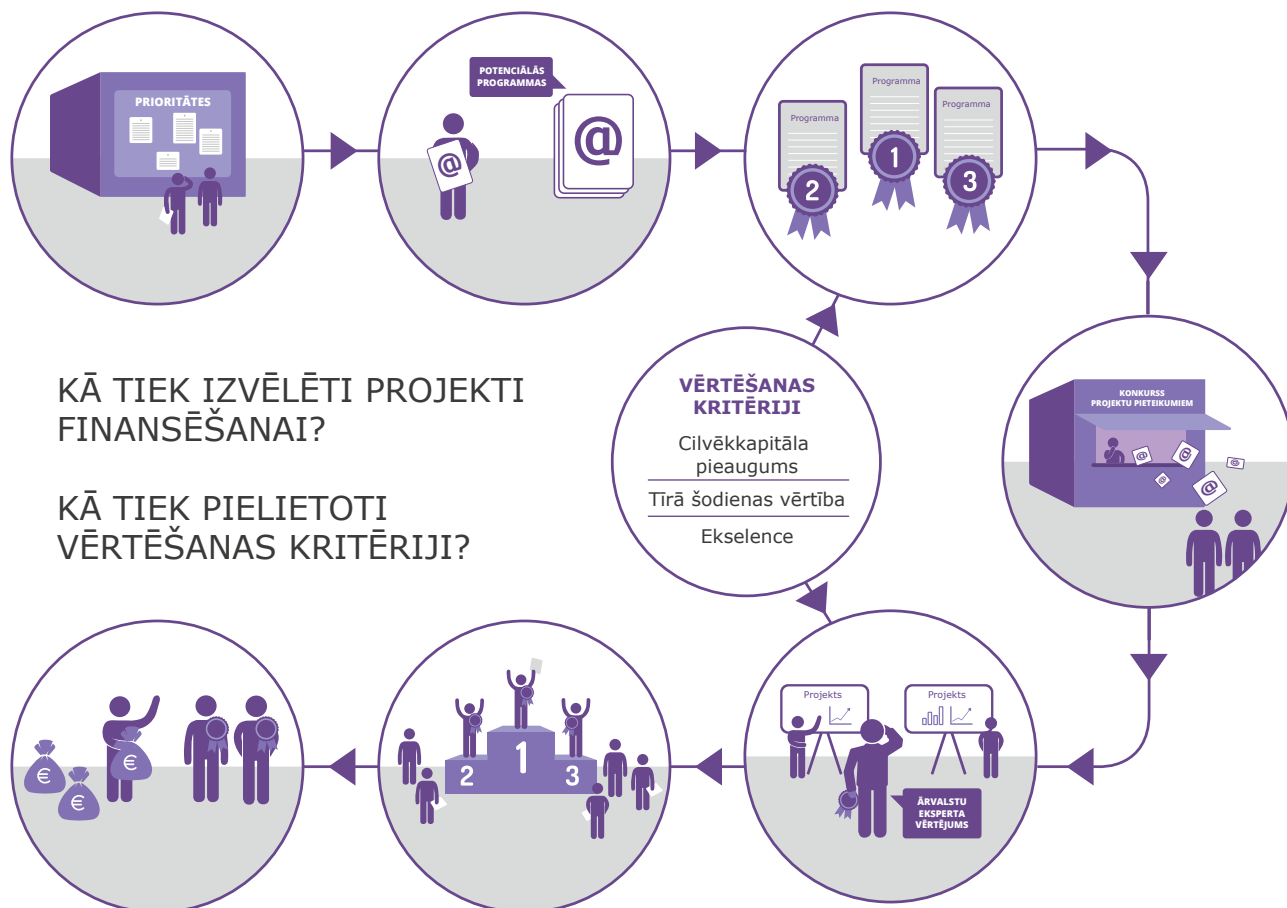 PRIORITĀTES
POTENCIĀLĀS
PROGRAMMAS
@
@
Programma
2
Programma
1
Programma
3
KĀ TIEK IZVĒLĒTI PROJEKTI
FINANSĒŠANAI?
KĀ TIEK PIELIETOTI
VĒRTĒŠANAS KRITĒRIJI?
VĒRTĒŠANAS
KRITĒRIJI
Cilvēkkapitāla
pieaugums
Tīrā šodienas vērtība
Ekselence
KONKURSS
PROJEKTU PIETEIKUMIEM
@
@
@
@
@
Projekts
Projekts
ĀRVALSTU
EKSPERTA
VĒRTĒJUMS
2
1
3
€
€
€